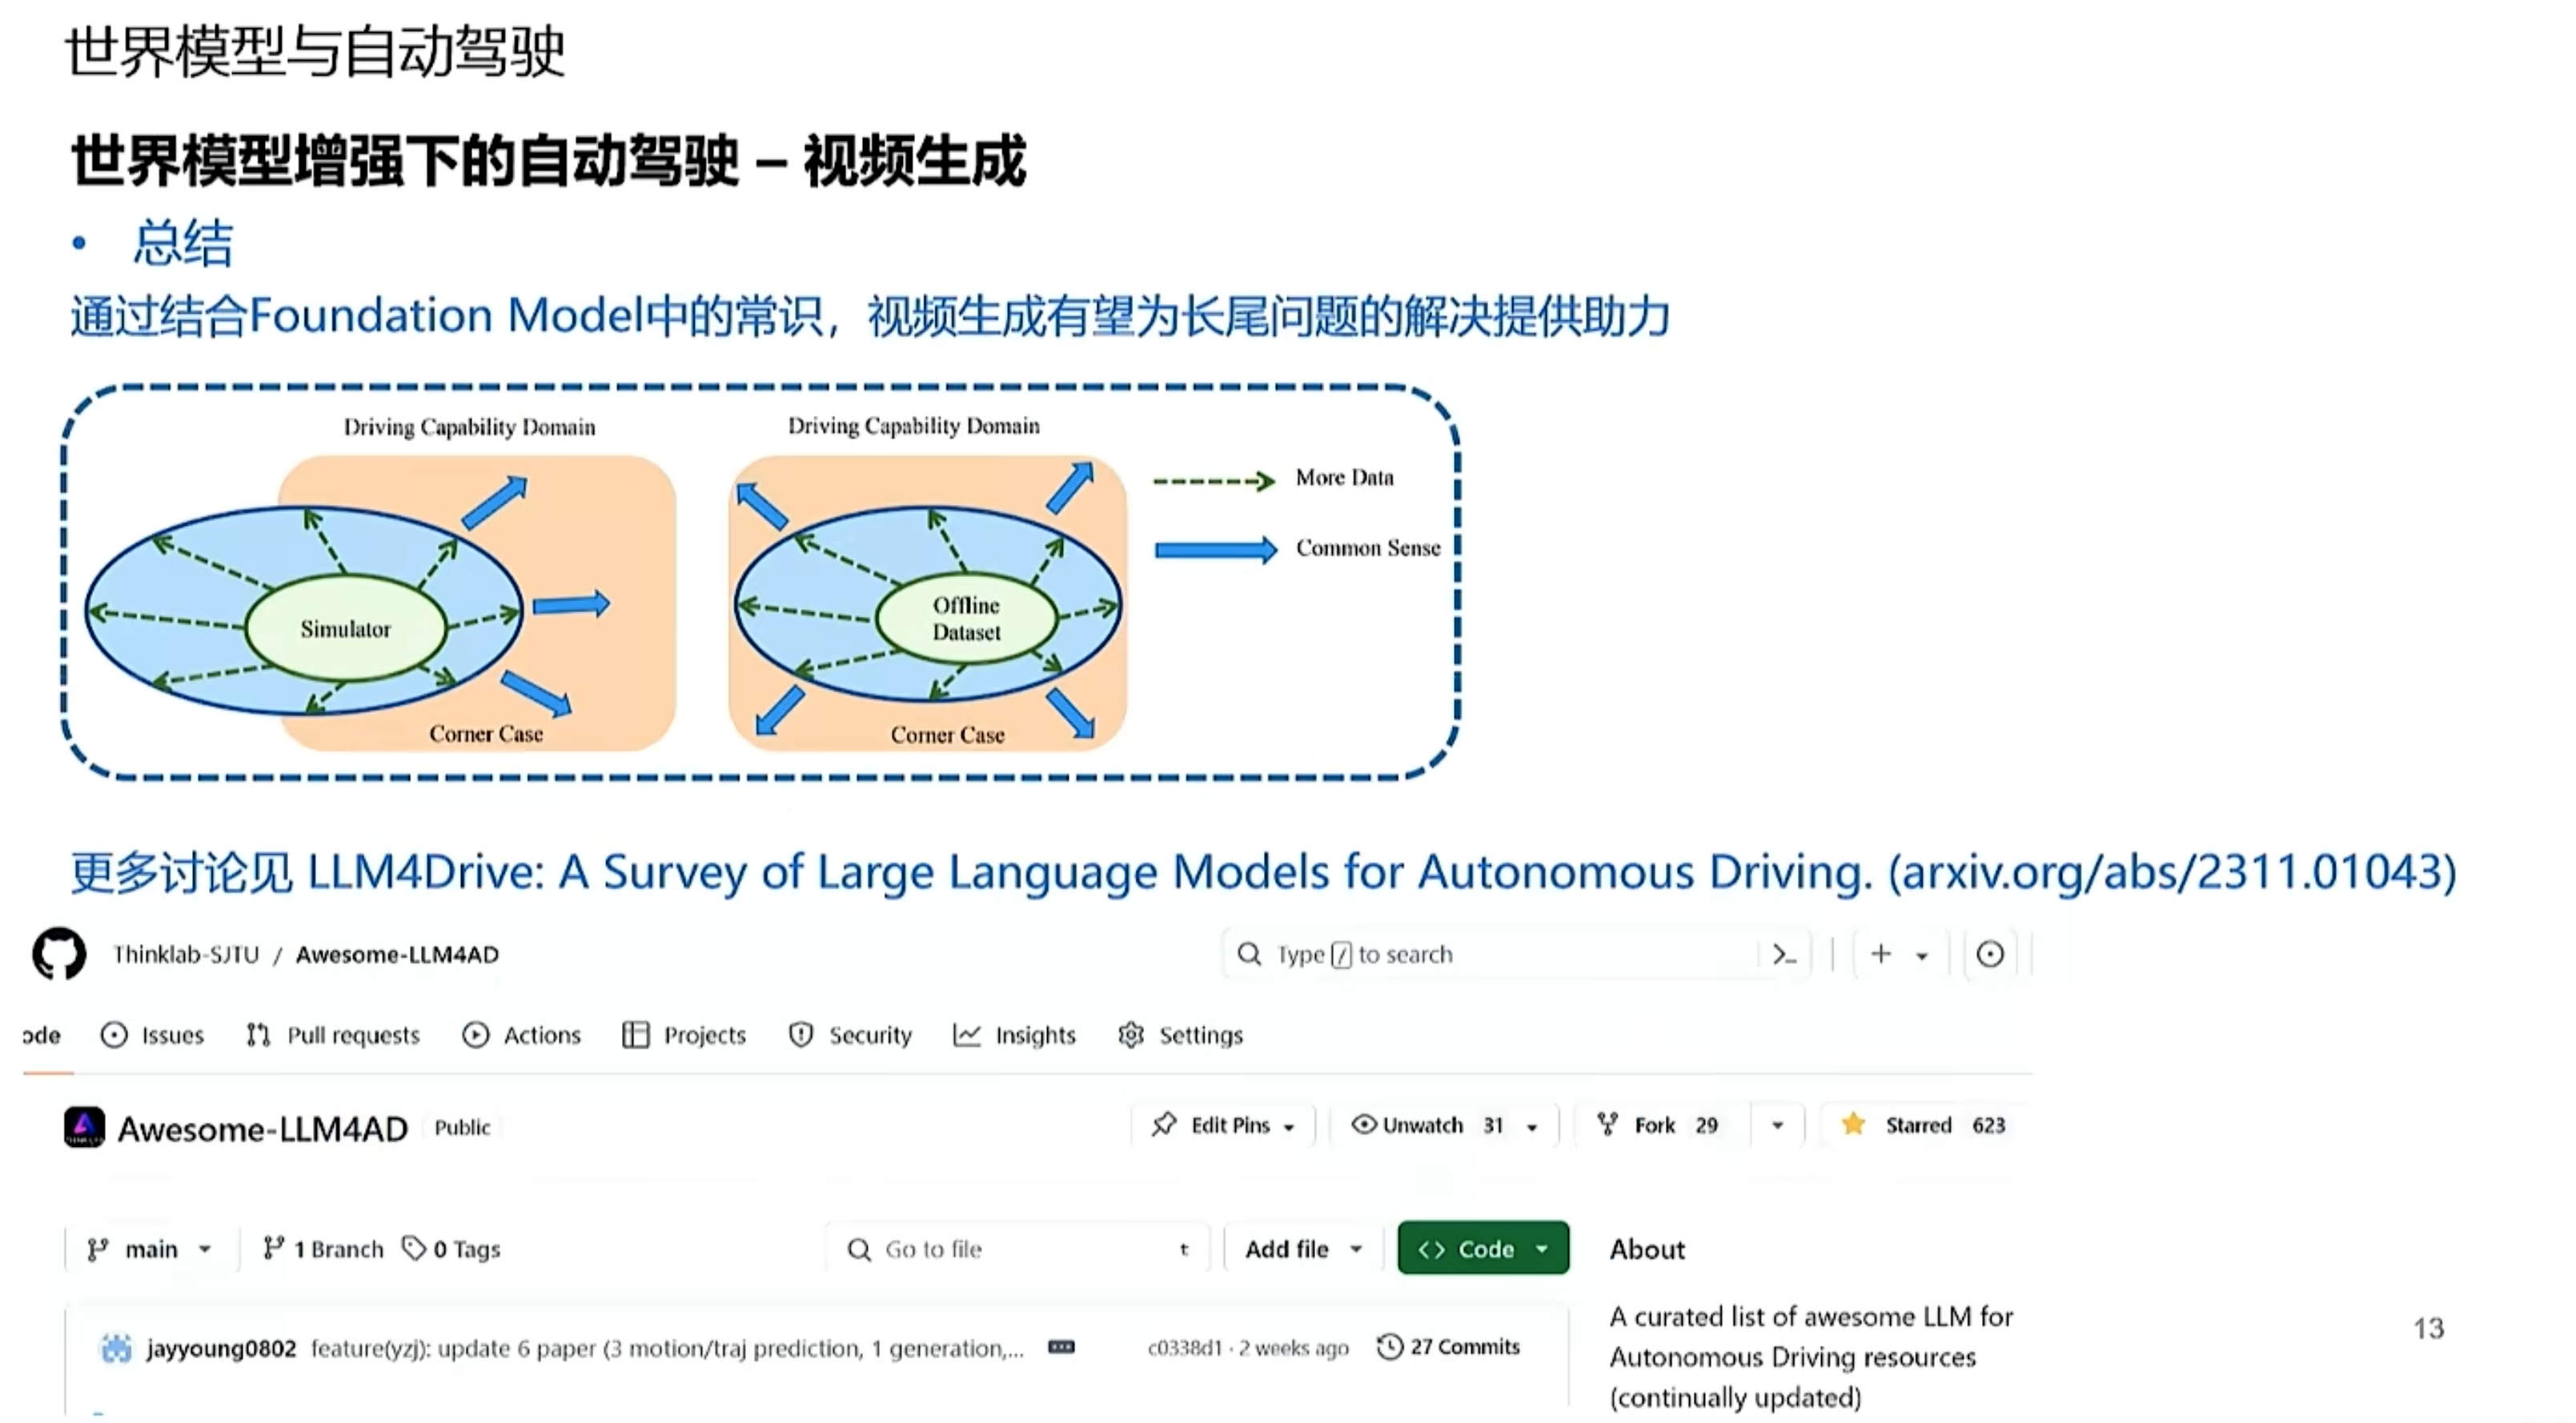 世界模型与自动驾驶
世界模型增强下的自动驾驶 – 视频生成
• 总结
通过结合Foundation Model中的常识，视频生成有望为长尾问题的解决提供助力
Driving Capability Domain
Simulator
Corner Case
Driving Capability Domain
Offline
Dataset
Corner Case
More Data
Common Sense
更多讨论见 LLM4Drive: A Survey of Large Language Models for Autonomous Driving. (arxiv.org/abs/2311.01043)
Thinklab-SJTU / Awesome-LLM4AD
Type / to search
ode Issues Pull requests Actions Projects Security Insights Settings
Awesome-LLM4AD Public
Edit Pins Unwatch 31 Fork 29 Starred 623
main 1 Branch 0 Tags
Go to file t
Add file
<> Code
About
jayyoung0802 feature(yzj): update 6 paper (3 motion/traj prediction, 1 generation,...
c0338d1 · 2 weeks ago
27 Commits
A curated list of awesome LLM for
Autonomous Driving resources
(continually updated)
13